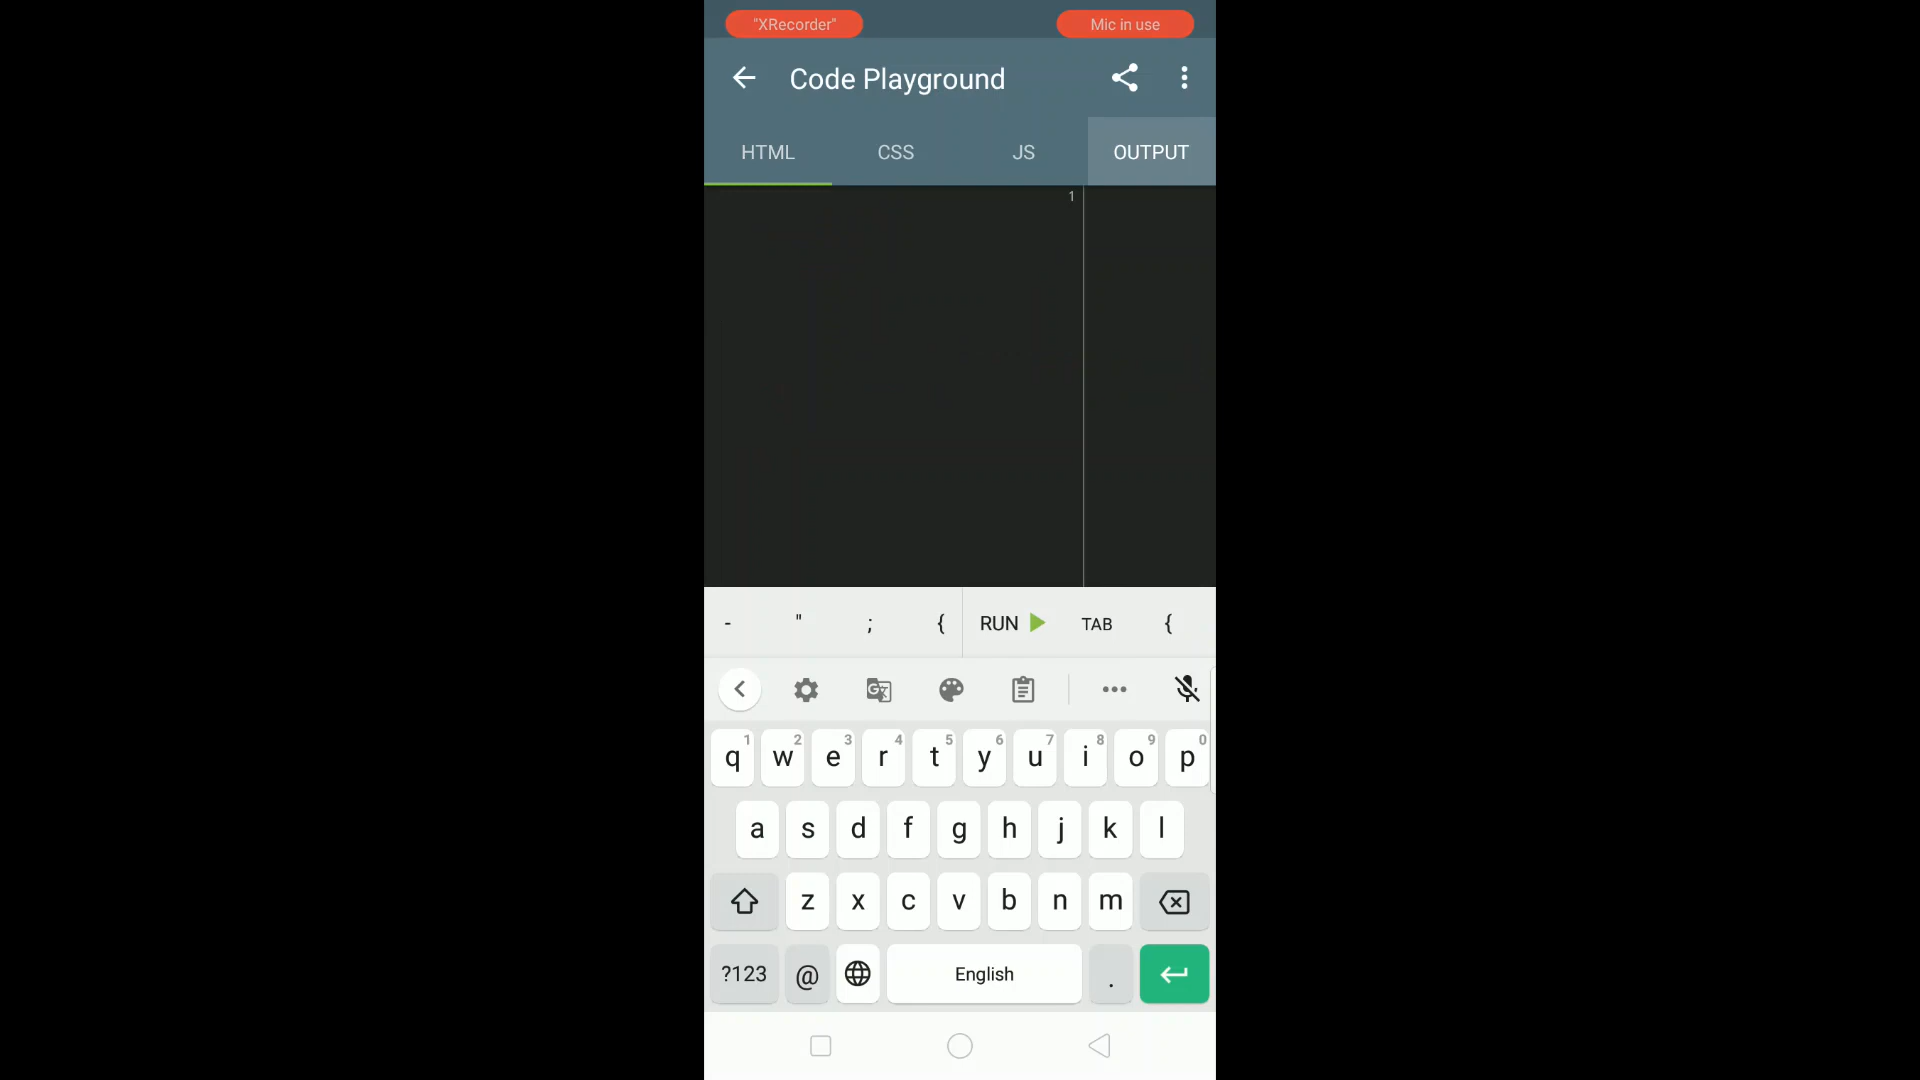 "XRecorder" Mic in use
Code Playground
HTML CSS JS OUTPUT
1
- " ; { RUN TAB {
1 2 3 4 5 6 7 8 9 0
q w e r t y u i o p
a s d f g h j k l
z x c v b n m
?123 @ English .